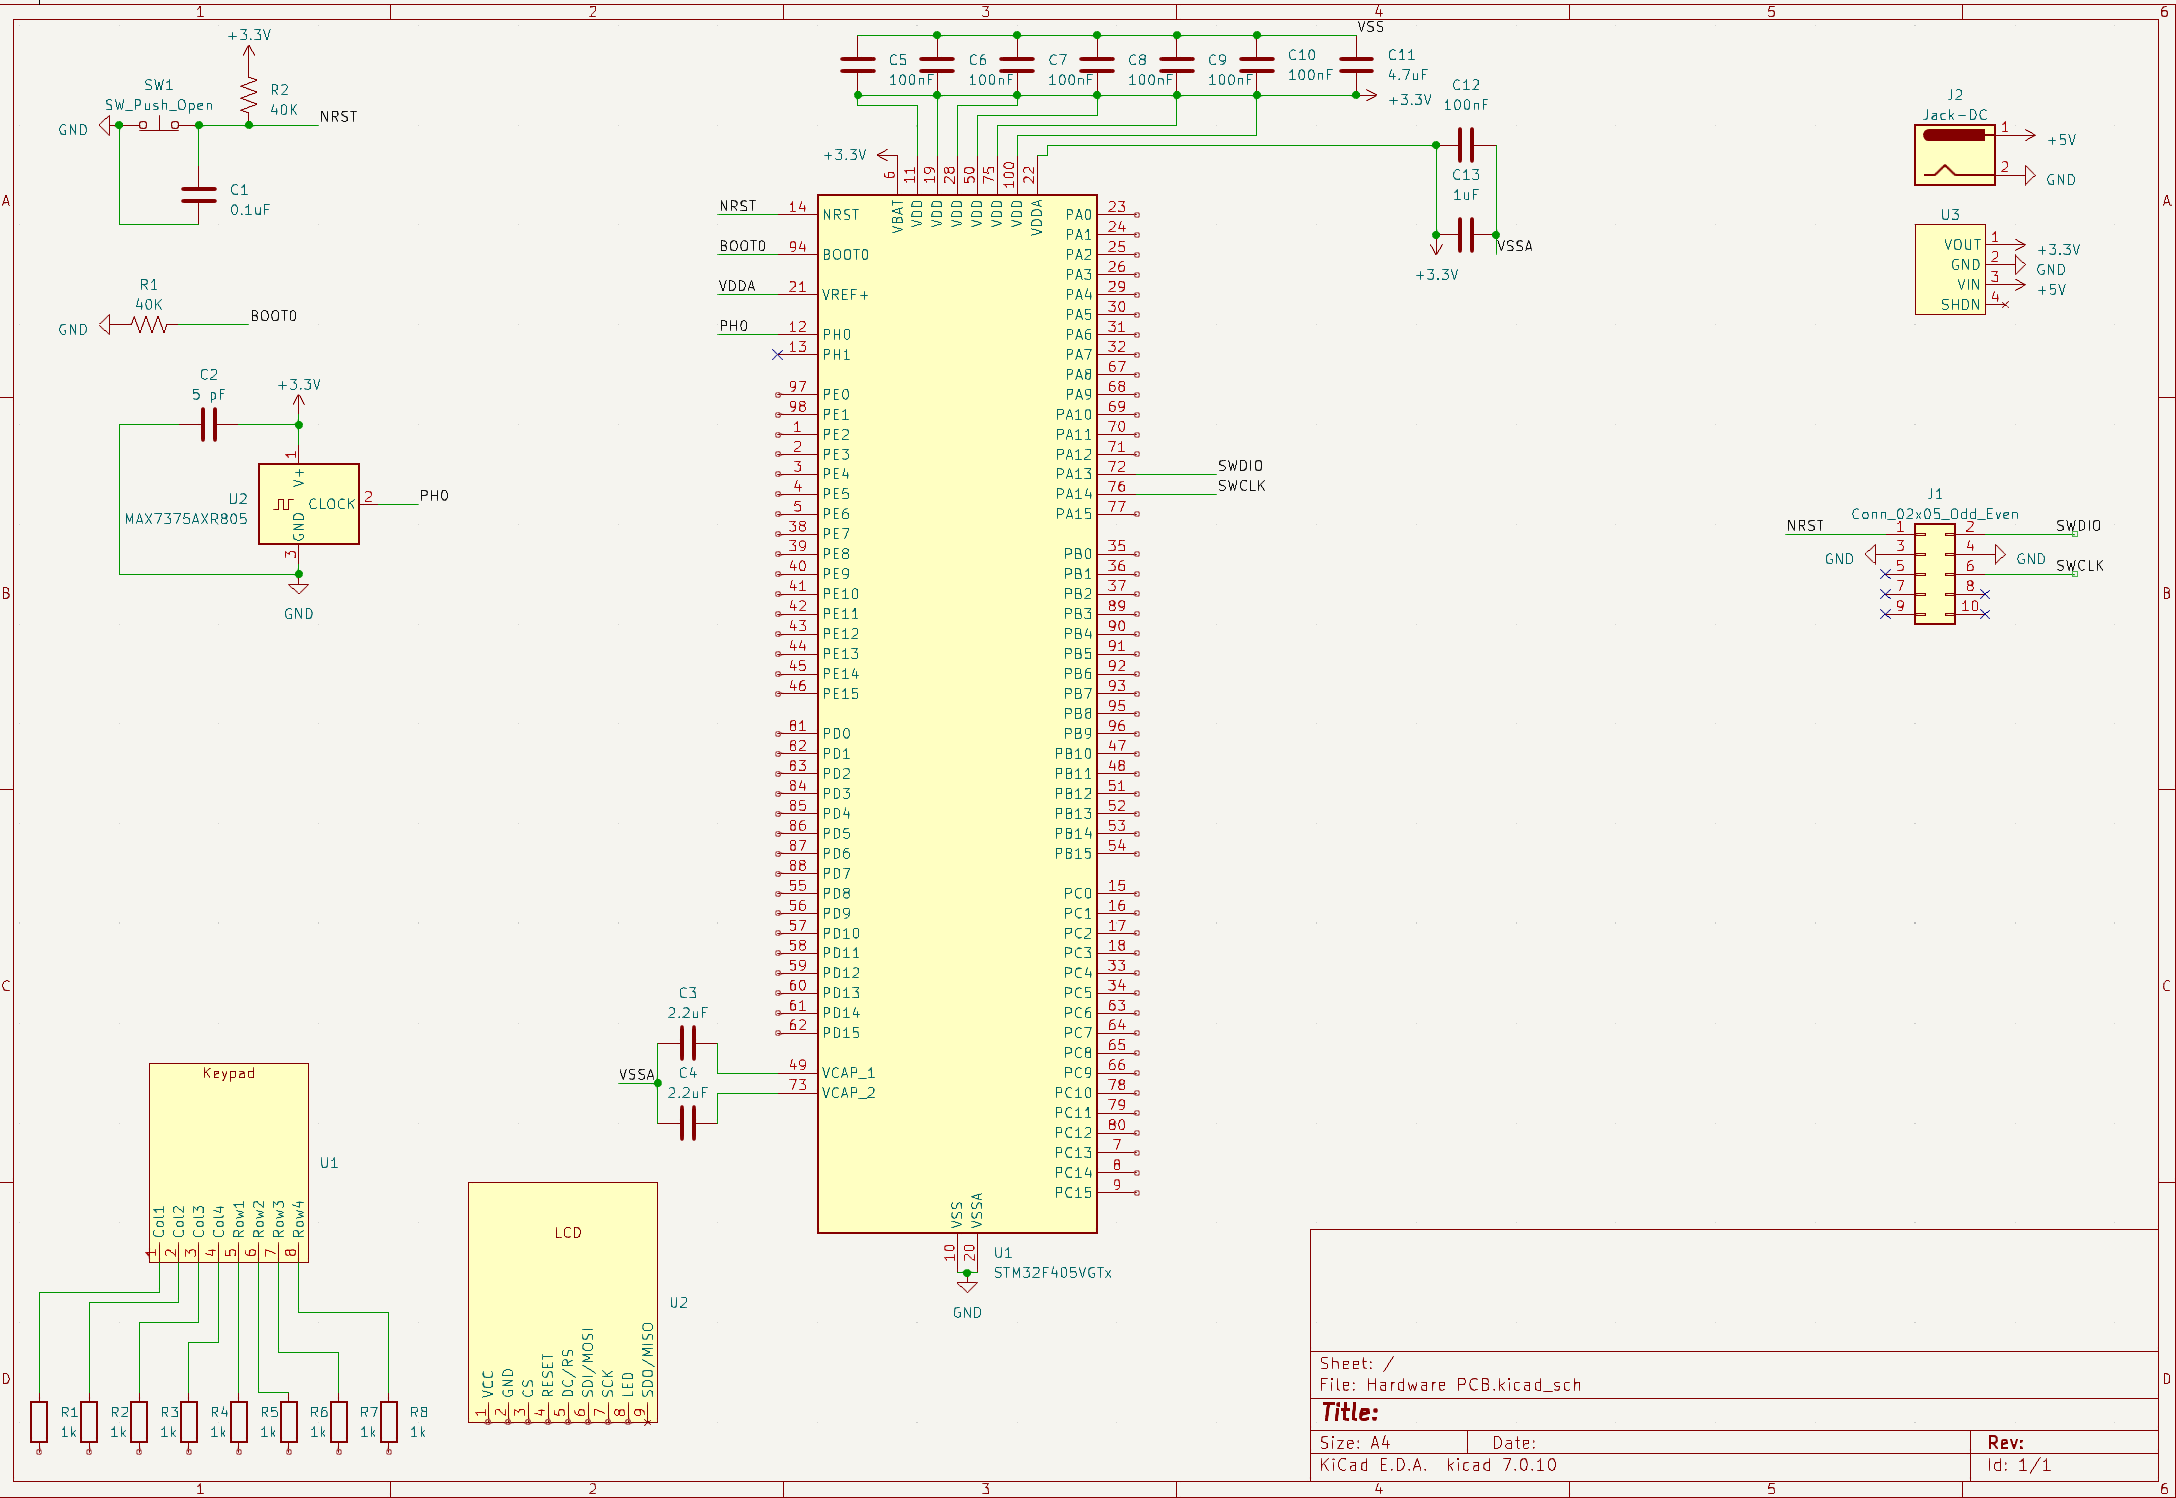 1 2 3 4 5 6
A
B
C
D
+3.3V
SW1
SW_Push_Open
R2
40K
NRST
GND
C1
0.1uF
R1
40K
GND
BOOT0
C2
5 pF
+3.3V
1
V+
U2
MAX7375AXR805
CLOCK
2
PH0
GND
3
GND
VSS
C5
100nF
C6
100nF
C7
100nF
C8
100nF
C9
100nF
C10
100nF
C11
4.7uF
+3.3V
C12
100nF
C13
1uF
+3.3V
VSSA
+3.3V
6 11 19 28 50 75 100 22
VBAT VDD VDD VDD VDD VDD VDD VDDA
NRST 14 NRST
BOOT0 94 BOOT0
VDDA 21 VREF+
PH0 12 PH0
13 PH1
97 PE0
98 PE1
1 PE2
2 PE3
3 PE4
4 PE5
5 PE6
38 PE7
39 PE8
40 PE9
41 PE10
42 PE11
43 PE12
44 PE13
45 PE14
46 PE15
81 PD0
82 PD1
83 PD2
84 PD3
85 PD4
86 PD5
87 PD6
88 PD7
55 PD8
56 PD9
57 PD10
58 PD11
59 PD12
60 PD13
61 PD14
62 PD15
49 VCAP_1
73 VCAP_2
C3
2.2uF
VSSA
C4
2.2uF
PA0 23
PA1 24
PA2 25
PA3 26
PA4 29
PA5 30
PA6 31
PA7 32
PA8 67
PA9 68
PA10 69
PA11 70
PA12 71
PA13 72 SWDIO
PA14 76 SWCLK
PA15 77
PB0 35
PB1 36
PB2 37
PB3 89
PB4 90
PB5 91
PB6 92
PB7 93
PB8 95
PB9 96
PB10 47
PB11 48
PB12 51
PB13 52
PB14 53
PB15 54
PC0 15
PC1 16
PC2 17
PC3 18
PC4 33
PC5 34
PC6 63
PC7 64
PC8 65
PC9 66
PC10 78
PC11 79
PC12 80
PC13 7
PC14 8
PC15 9
VSS VSSA
10 20
U1
STM32F405VGTx
GND
J2
Jack-DC
1 +5V
2 GND
U3
VOUT 1 +3.3V
GND 2 GND
VIN 3 +5V
SHDN 4
J1
Conn_02x05_Odd_Even
NRST 1 2 SWDIO
GND 3 4 GND
5 6 SWCLK
7 8
9 10
Keypad
U1
Col1 Col2 Col3 Col4 Row1 Row2 Row3 Row4
1 2 3 4 5 6 7 8
R1 R2 R3 R4 R5 R6 R7 R8
1k 1k 1k 1k 1k 1k 1k 1k
LCD
U2
VCC GND CS RESET DC/RS SDI/MOSI SCK LED SDO/MISO
1 2 3 4 5 6 7 8 9
Sheet: /
File: Hardware PCB.kicad_sch
Title:
Size: A4 Date: Rev:
KiCad E.D.A. kicad 7.0.10 Id: 1/1
A
B
C
D
1 2 3 4 5 6